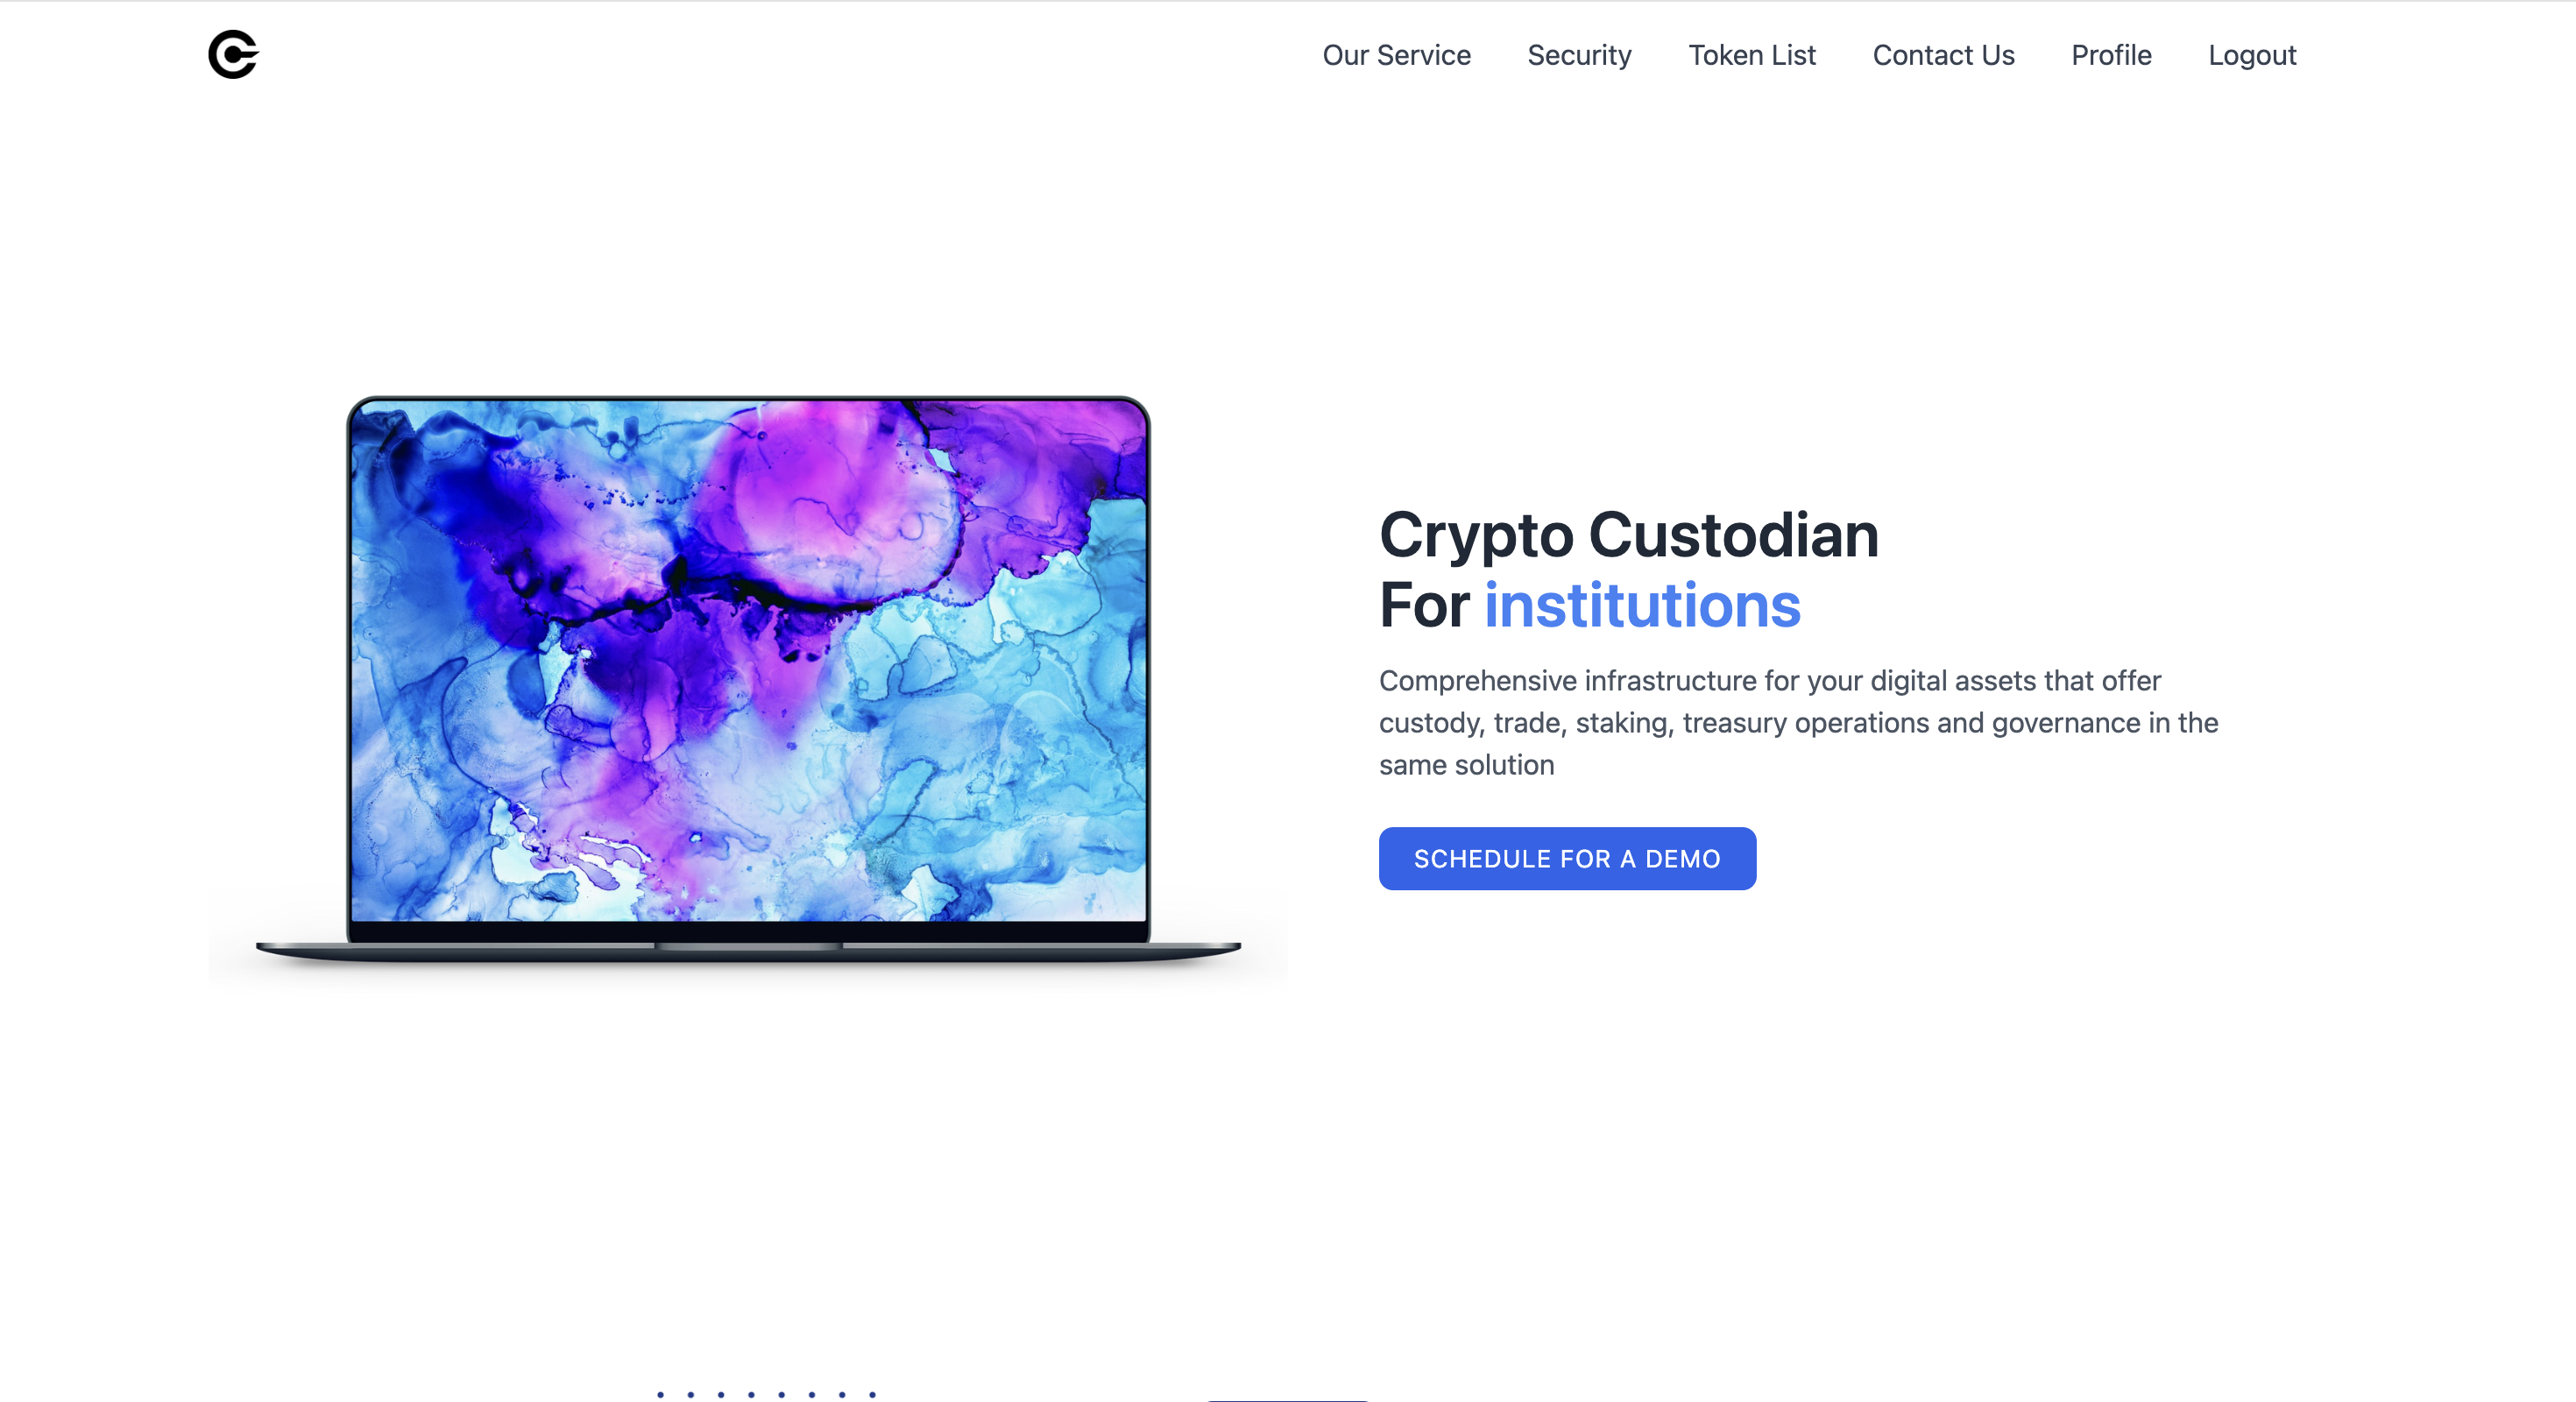 Our Service Security Token List Contact Us Profile Logout
Crypto Custodian
For institutions
Comprehensive infrastructure for your digital assets that offer
custody, trade, staking, treasury operations and governance in the
same solution
SCHEDULE FOR A DEMO